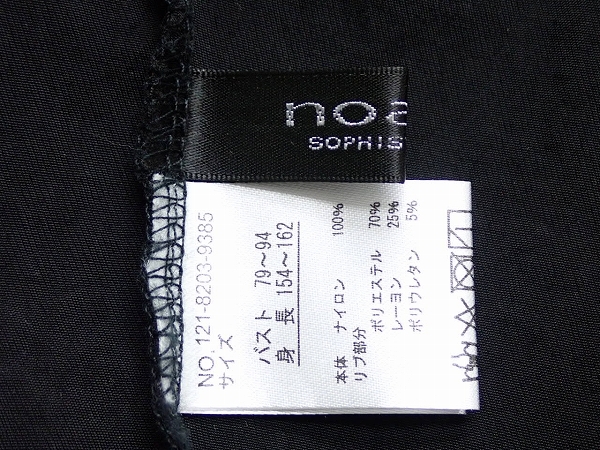 noa
SOPHIS
NO.121-8203-9385
サイズ
バスト 79～94
身 長 154～162
本体 ナイロン 100%
リブ部分
ポリエステル 70%
レーヨン 25%
ポリウレタン 5%